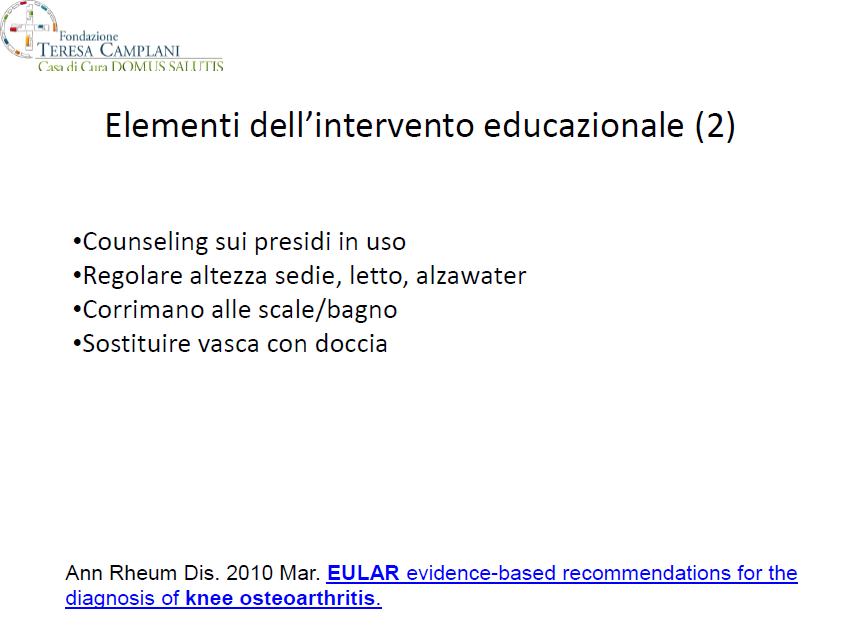 Fondazione
TERESA CAMPLANI
Casa di Cura DOMUS SALUTIS
Elementi dell’intervento educazionale (2)
•Counseling sui presidi in uso
•Regolare altezza sedie, letto, alzawater
•Corrimano alle scale/bagno
•Sostituire vasca con doccia
Ann Rheum Dis. 2010 Mar. EULAR evidence-based recommendations for the
diagnosis of knee osteoarthritis.